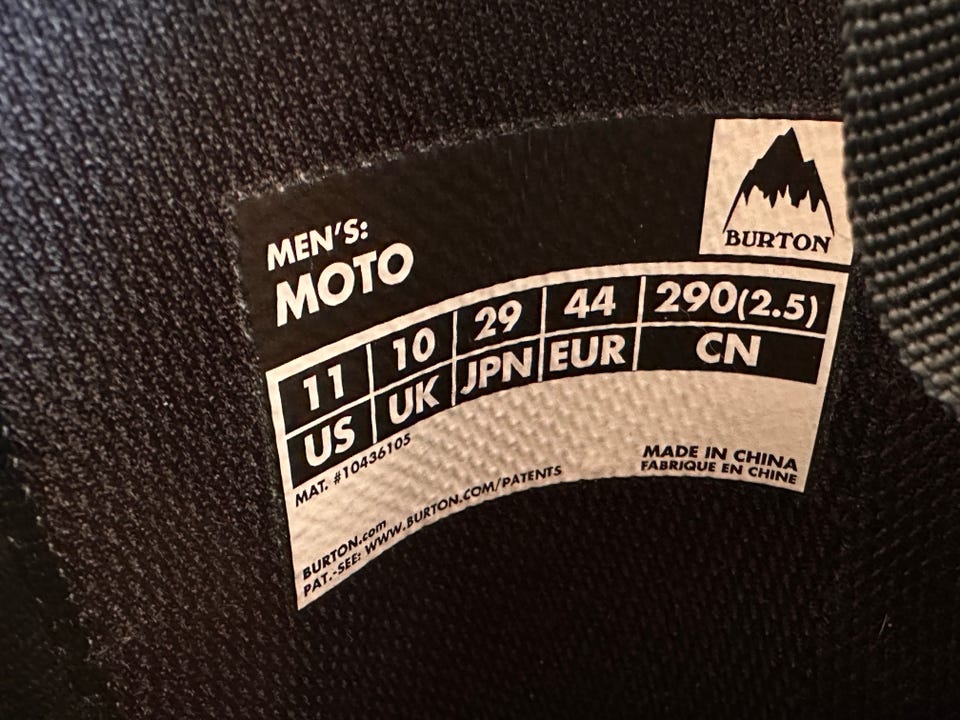 MEN'S:
MOTO
BURTON
11 10 29 44 290(2.5)
US UK JPN EUR CN
MAT. #10436105
MADE IN CHINA
FABRIQUE EN CHINE
BURTON.com
PAT.-SEE: WWW.BURTON.COM/PATENTS